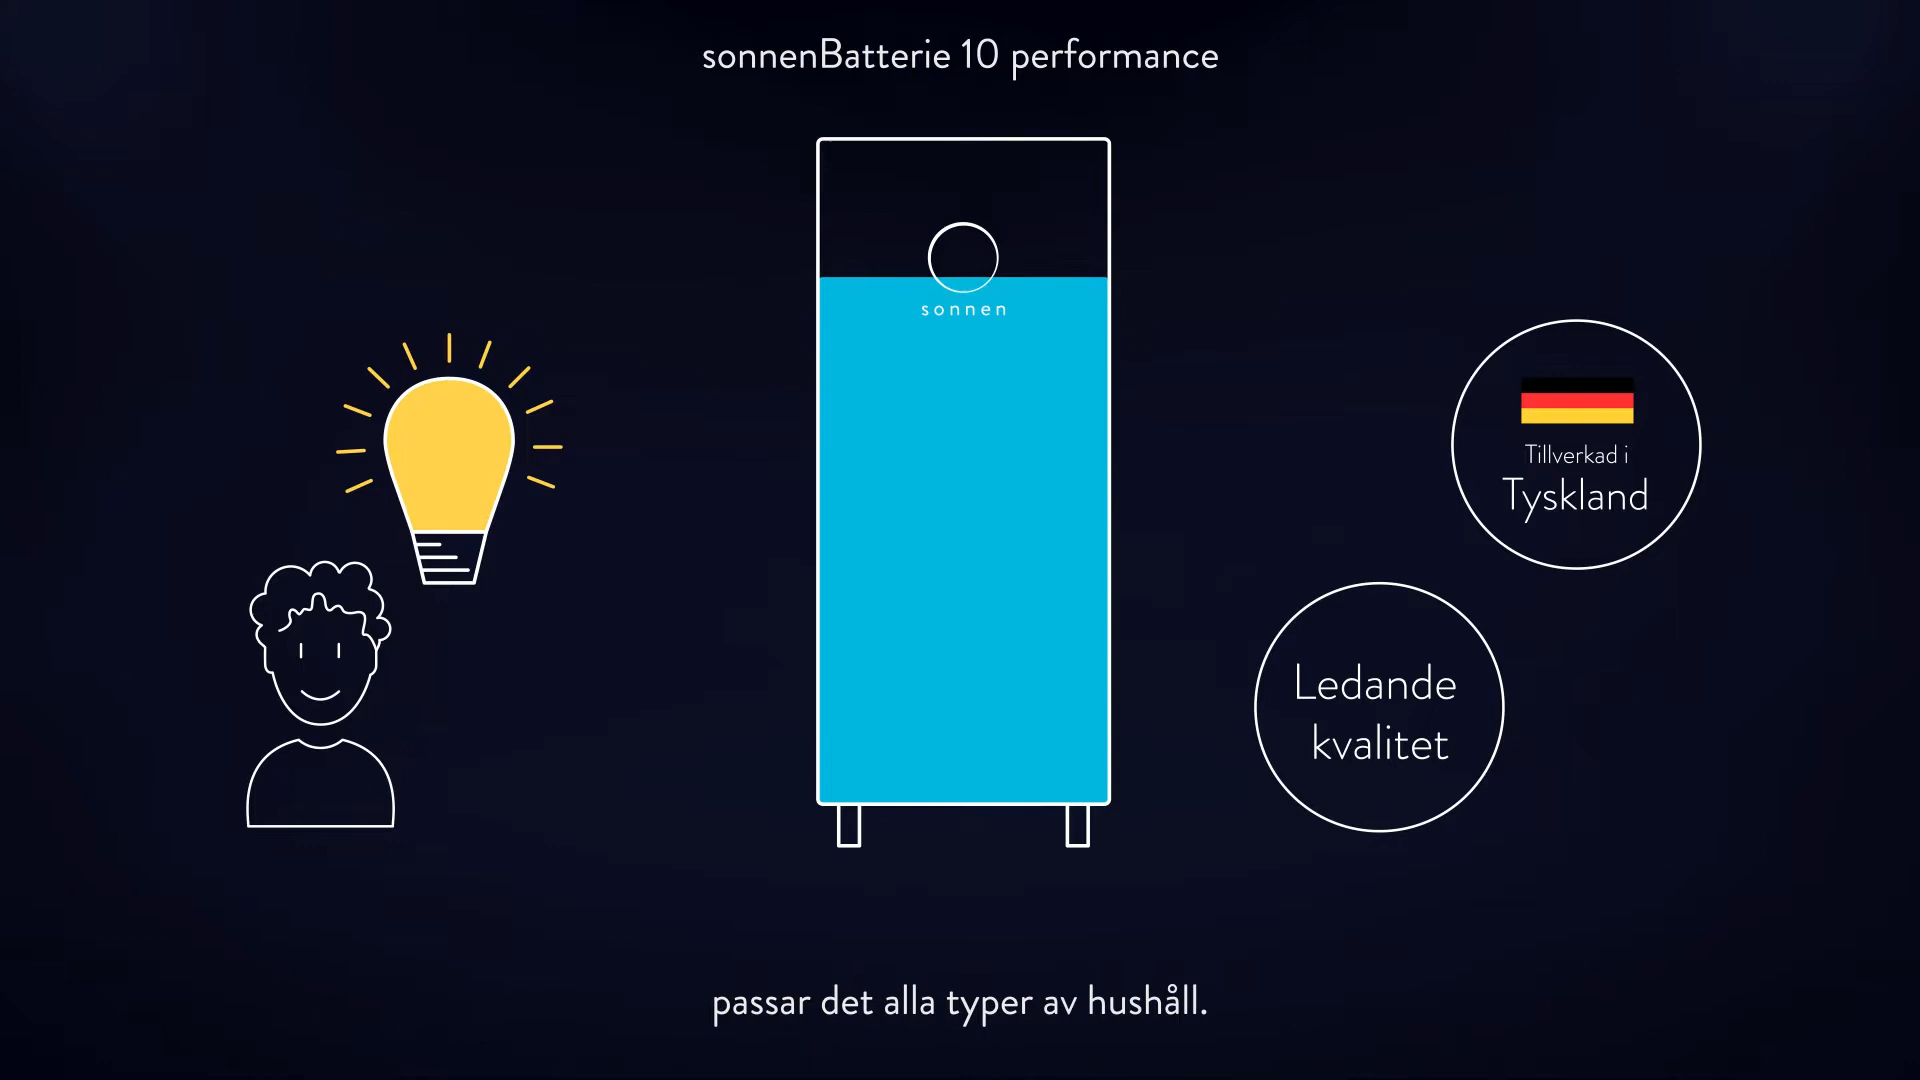 sonnenBatterie 10 performance
sonnen
Tillverkad i
Tyskland
Ledande
kvalitet
passar det alla typer av hushåll.